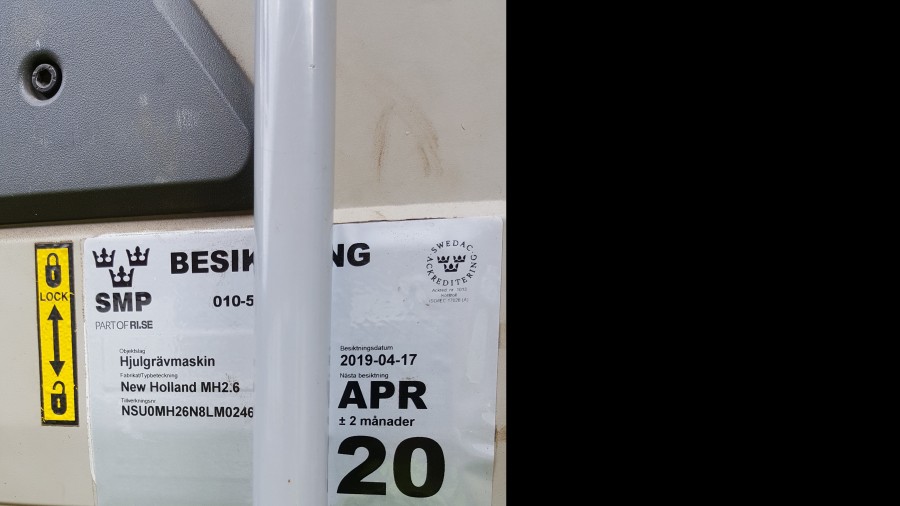 LOCK
BESIK NG
SMP
PART OF RI.SE
010-5
SWEDAC
ACKREDITERING
Objektslag
Hjulgrävmaskin
Fabrikat/Typbeteckning
New Holland MH2.6
Tillverkningsnr.
NSU0MH26N8LM0246
Besiktningsdatum
2019-04-17
Nästa besiktning
APR
± 2 månader
20